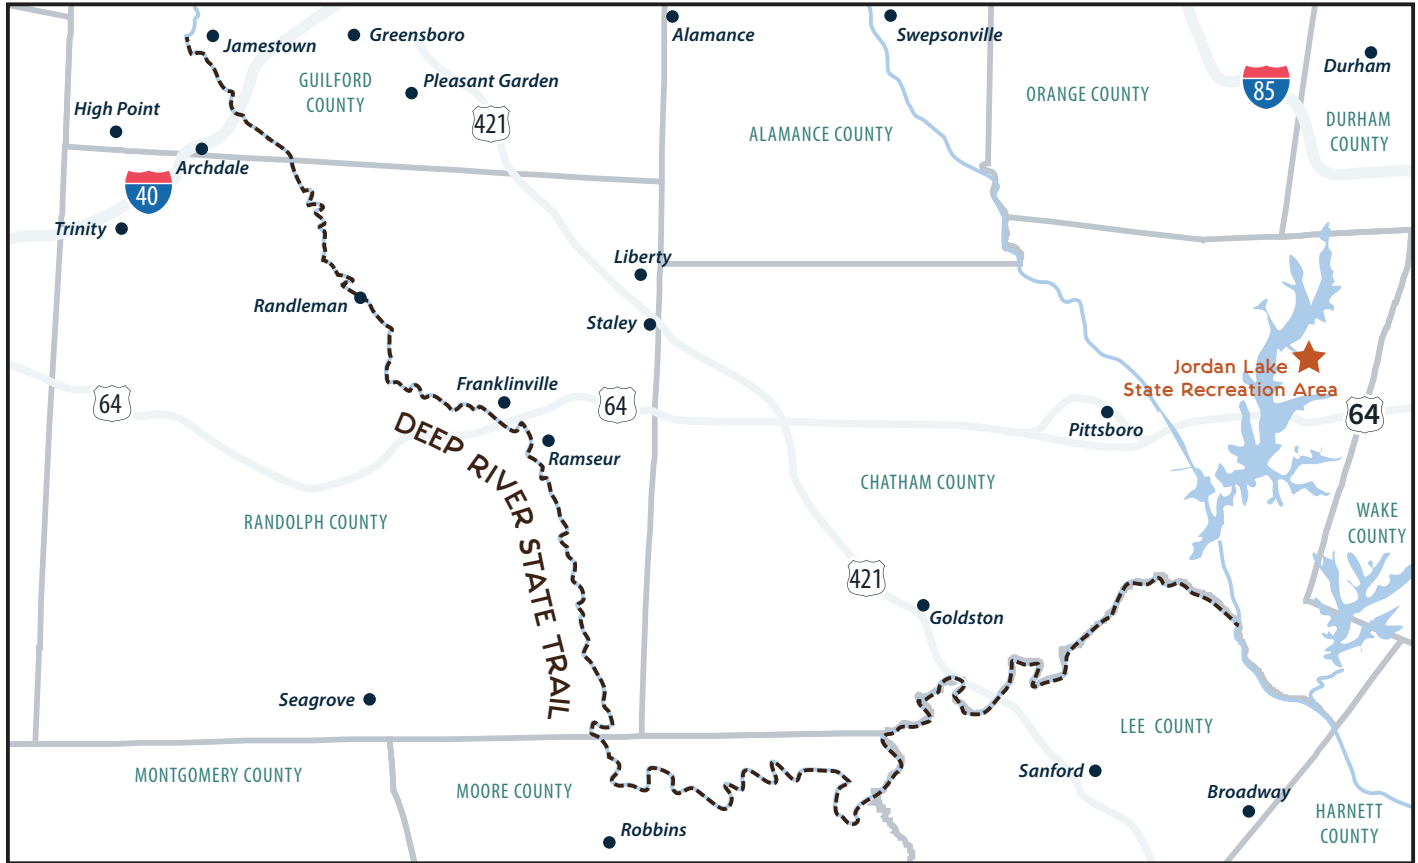 Jamestown
Greensboro
Alamance
Swepsonville
Durham
GUILFORD
COUNTY
Pleasant Garden
High Point
421
ORANGE COUNTY
85
DURHAM
COUNTY
ALAMANCE COUNTY
Archdale
40
Trinity
Liberty
Randleman
Staley
Jordan Lake
State Recreation Area
Franklinville
64
64
64
Pittsboro
DEEP RIVER STATE TRAIL
Ramseur
CHATHAM COUNTY
RANDOLPH COUNTY
WAKE
COUNTY
421
Goldston
Seagrove
LEE COUNTY
MONTGOMERY COUNTY
MOORE COUNTY
Sanford
Broadway
HARNETT
COUNTY
Robbins